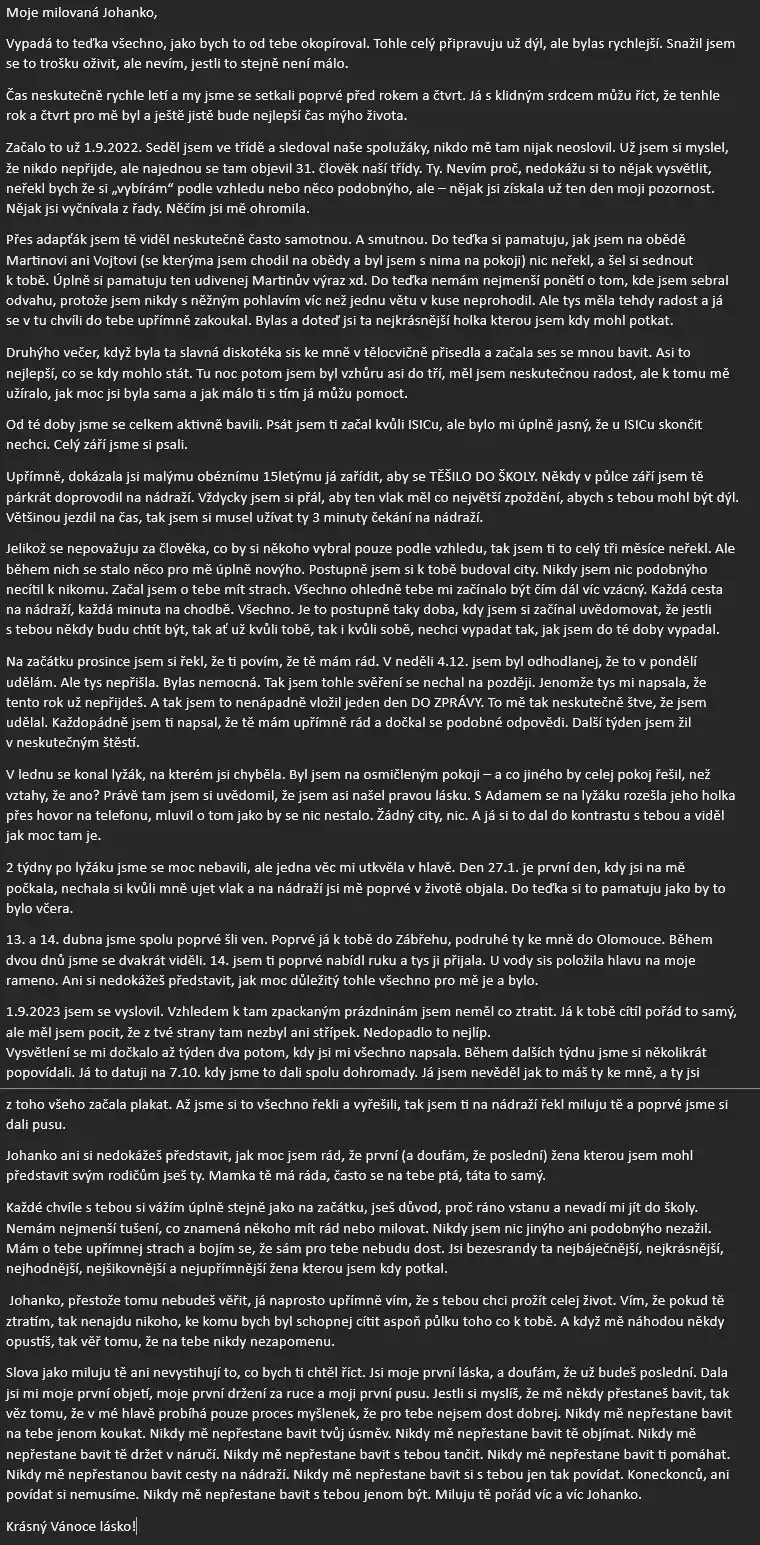 Moje milovaná Johanko,
Vypadá to teďka všechno, jako bych to od tebe okopíroval. Tohle celý připravuju už dýl, ale bylas rychlejší. Snažil jsem
se to trošku oživit, ale nevím, jestli to stejně není málo.
Čas neskutečně rychle letí a my jsme se setkali poprvé před rokem a čtvrt. Já s klidným srdcem můžu říct, že tenhle
rok a čtvrt pro mě byl a ještě jistě bude nejlepší čas mýho života.
Začalo to už 1.9.2022. Seděl jsem ve třídě a sledoval naše spolužáky, nikdo mě tam nijak neoslovil. Už jsem si myslel,
že nikdo nepřijde, ale najednou se tam objevil 31. člověk naší třídy. Ty. Nevím proč, nedokážu si to nějak vysvětlit,
neřekl bych že si „vybírám“ podle vzhledu nebo něco podobnýho, ale – nějak jsi získala už ten den moji pozornost.
Nějak jsi vyčnívala z řady. Něčím jsi mě ohromila.
Přes adapťák jsem tě viděl neskutečně často samotnou. A smutnou. Do teďka si pamatuju, jak jsem na obědě
Martinovi ani Vojtovi (se kterýma jsem chodil na obědy a byl jsem s nima na pokoji) nic neřekl, a šel si sednout
k tobě. Úplně si pamatuju ten udivenej Martinův výraz xd. Do teďka nemám nejmenší ponětí o tom, kde jsem sebral
odvahu, protože jsem nikdy s něžným pohlavím víc než jednu větu v kuse neprohodil. Ale tys měla tehdy radost a já
se v tu chvíli do tebe upřímně zakoukal. Bylas a doteď jsi ta nejkrásnější holka kterou jsem kdy mohl potkat.
Druhýho večer, když byla ta slavná diskotéka sis ke mně v tělocvičně přisedla a začala ses se mnou bavit. Asi to
nejlepší, co se kdy mohlo stát. Tu noc potom jsem byl vzhůru asi do tří, měl jsem neskutečnou radost, ale k tomu mě
užíralo, jak moc jsi byla sama a jak málo ti s tím já můžu pomoct.
Od té doby jsme se celkem aktivně bavili. Psát jsem ti začal kvůli ISICu, ale bylo mi úplně jasný, že u ISICu skončit
nechci. Celý září jsme si psali.
Upřímně, dokázala jsi malýmu obéznímu 15letýmu já zařídit, aby se TĚŠILO DO ŠKOLY. Někdy v půlce září jsem tě
párkrát doprovodil na nádraží. Vždycky jsem si přál, aby ten vlak měl co největší zpoždění, abych s tebou mohl být dýl.
Většinou jezdil na čas, tak jsem si musel užívat ty 3 minuty čekání na nádraží.
Jelikož se nepovažuju za člověka, co by si někoho vybral pouze podle vzhledu, tak jsem ti to celý tři měsíce neřekl. Ale
během nich se stalo něco pro mě úplně novýho. Postupně jsem si k tobě budoval city. Nikdy jsem nic podobnýho
necítil k nikomu. Začal jsem o tebe mít strach. Všechno ohledně tebe mi začínalo být čím dál víc vzácný. Každá cesta
na nádraží, každá minuta na chodbě. Všechno. Je to postupně taky doba, kdy jsem si začínal uvědomovat, že jestli
s tebou někdy budu chtít být, tak ať už kvůli tobě, tak i kvůli sobě, nechci vypadat tak, jak jsem do té doby vypadal.
Na začátku prosince jsem si řekl, že ti povím, že tě mám rád. V neděli 4.12. jsem byl odhodlanej, že to v pondělí
udělám. Ale tys nepřišla. Bylas nemocná. Tak jsem tohle svěření se nechal na později. Jenomže tys mi napsala, že
tento rok už nepřijdeš. A tak jsem to nenápadně vložil jeden den DO ZPRÁVY. To mě tak neskutečně štve, že jsem
udělal. Každopádně jsem ti napsal, že tě mám upřímně rád a dočkal se podobné odpovědi. Další týden jsem žil
v neskutečným štěstí.
V lednu se konal lyžák, na kterém jsi chyběla. Byl jsem na osmičleným pokoji – a co jiného by celej pokoj řešil, než
vztahy, že ano? Právě tam jsem si uvědomil, že jsem asi našel pravou lásku. S Adamem se na lyžáku rozešla jeho holka
přes hovor na telefonu, mluvil o tom jako by se nic nestalo. Žádný city, nic. A já si to dal do kontrastu s tebou a viděl
jak moc tam je.
2 týdny po lyžáku jsme se moc nebavili, ale jedna věc mi utkvěla v hlavě. Den 27.1. je první den, kdy jsi na mě
počkala, nechala si kvůli mně ujet vlak a na nádraží jsi mě poprvé v životě objala. Do teďka si to pamatuju jako by to
bylo včera.
13. a 14. dubna jsme spolu poprvé šli ven. Poprvé já k tobě do Zábřehu, podruhé ty ke mně do Olomouce. Během
dvou dnů jsme se dvakrát viděli. 14. jsem ti poprvé nabídl ruku a tys ji přijala. U vody sis položila hlavu na moje
rameno. Ani si nedokážeš představit, jak moc důležitý tohle všechno pro mě je a bylo.
1.9.2023 jsem se vyslovil. Vzhledem k tam zpackaným prázdninám jsem neměl co ztratit. Já k tobě cítíl pořád to samý,
ale měl jsem pocit, že z tvé strany tam nezbyl ani střípek. Nedopadlo to nejlíp.
Vysvětlení se mi dočkalo až týden dva potom, kdy jsi mi všechno napsala. Během dalších týdnu jsme si několikrát
popovídali. Já to datuji na 7.10. kdy jsme to dali spolu dohromady. Já jsem nevěděl jak to máš ty ke mně, a ty jsi
z toho všeho začala plakat. Až jsme si to všechno řekli a vyřešili, tak jsem ti na nádraží řekl miluju tě a poprvé jsme si
dali pusu.
Johanko ani si nedokážeš představit, jak moc jsem rád, že první (a doufám, že poslední) žena kterou jsem mohl
představit svým rodičům jseš ty. Mamka tě má ráda, často se na tebe ptá, táta to samý.
Každé chvíle s tebou si vážím úplně stejně jako na začátku, jseš důvod, proč ráno vstanu a nevadí mi jít do školy.
Nemám nejmenší tušení, co znamená někoho mít rád nebo milovat. Nikdy jsem nic jinýho ani podobnýho nezažil.
Mám o tebe upřímnej strach a bojím se, že sám pro tebe nebudu dost. Jsi bezesrandy ta nejbáječnější, nejkrásnější,
nejhodnější, nejšikovnější a nejupřímnější žena kterou jsem kdy potkal.
Johanko, přestože tomu nebudeš věřit, já naprosto upřímně vím, že s tebou chci prožít celej život. Vím, že pokud tě
ztratím, tak nenajdu nikoho, ke komu bych byl schopnej cítit aspoň půlku toho co k tobě. A když mě náhodou někdy
opustíš, tak věř tomu, že na tebe nikdy nezapomenu.
Slova jako miluju tě ani nevystihují to, co bych ti chtěl říct. Jsi moje první láska, a doufám, že už budeš poslední. Dala
jsi mi moje první objetí, moje první držení za ruce a moji první pusu. Jestli si myslíš, že mě někdy přestaneš bavit, tak
věz tomu, že v mé hlavě probíhá pouze proces myšlenek, že pro tebe nejsem dost dobrej. Nikdy mě nepřestane bavit
na tebe jenom koukat. Nikdy mě nepřestane bavit tvůj úsměv. Nikdy mě nepřestane bavit tě objímat. Nikdy mě
nepřestane bavit tě držet v náručí. Nikdy mě nepřestane bavit s tebou tančit. Nikdy mě nepřestane bavit ti pomáhat.
Nikdy mě nepřestanou bavit cesty na nádraží. Nikdy mě nepřestane bavit si s tebou jen tak povídat. Koneckonců, ani
povídat si nemusíme. Nikdy mě nepřestane bavit s tebou jenom být. Miluju tě pořád víc a víc Johanko.
Krásný Vánoce lásko!